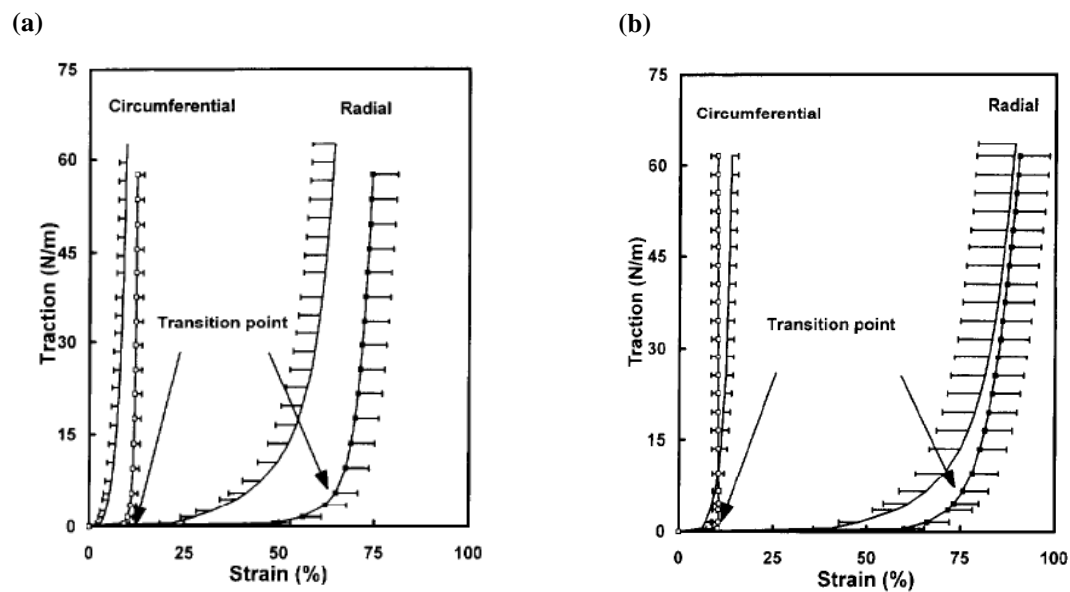 (a)
(b)
75
Circumferential
Radial
60
45
Transition point
30
15
0
0
25
50
75
100
Traction (N/m)
Strain (%)
75
Circumferential
Radial
60
45
Transition point
30
15
0
0
25
50
75
100
Traction (N/m)
Strain (%)